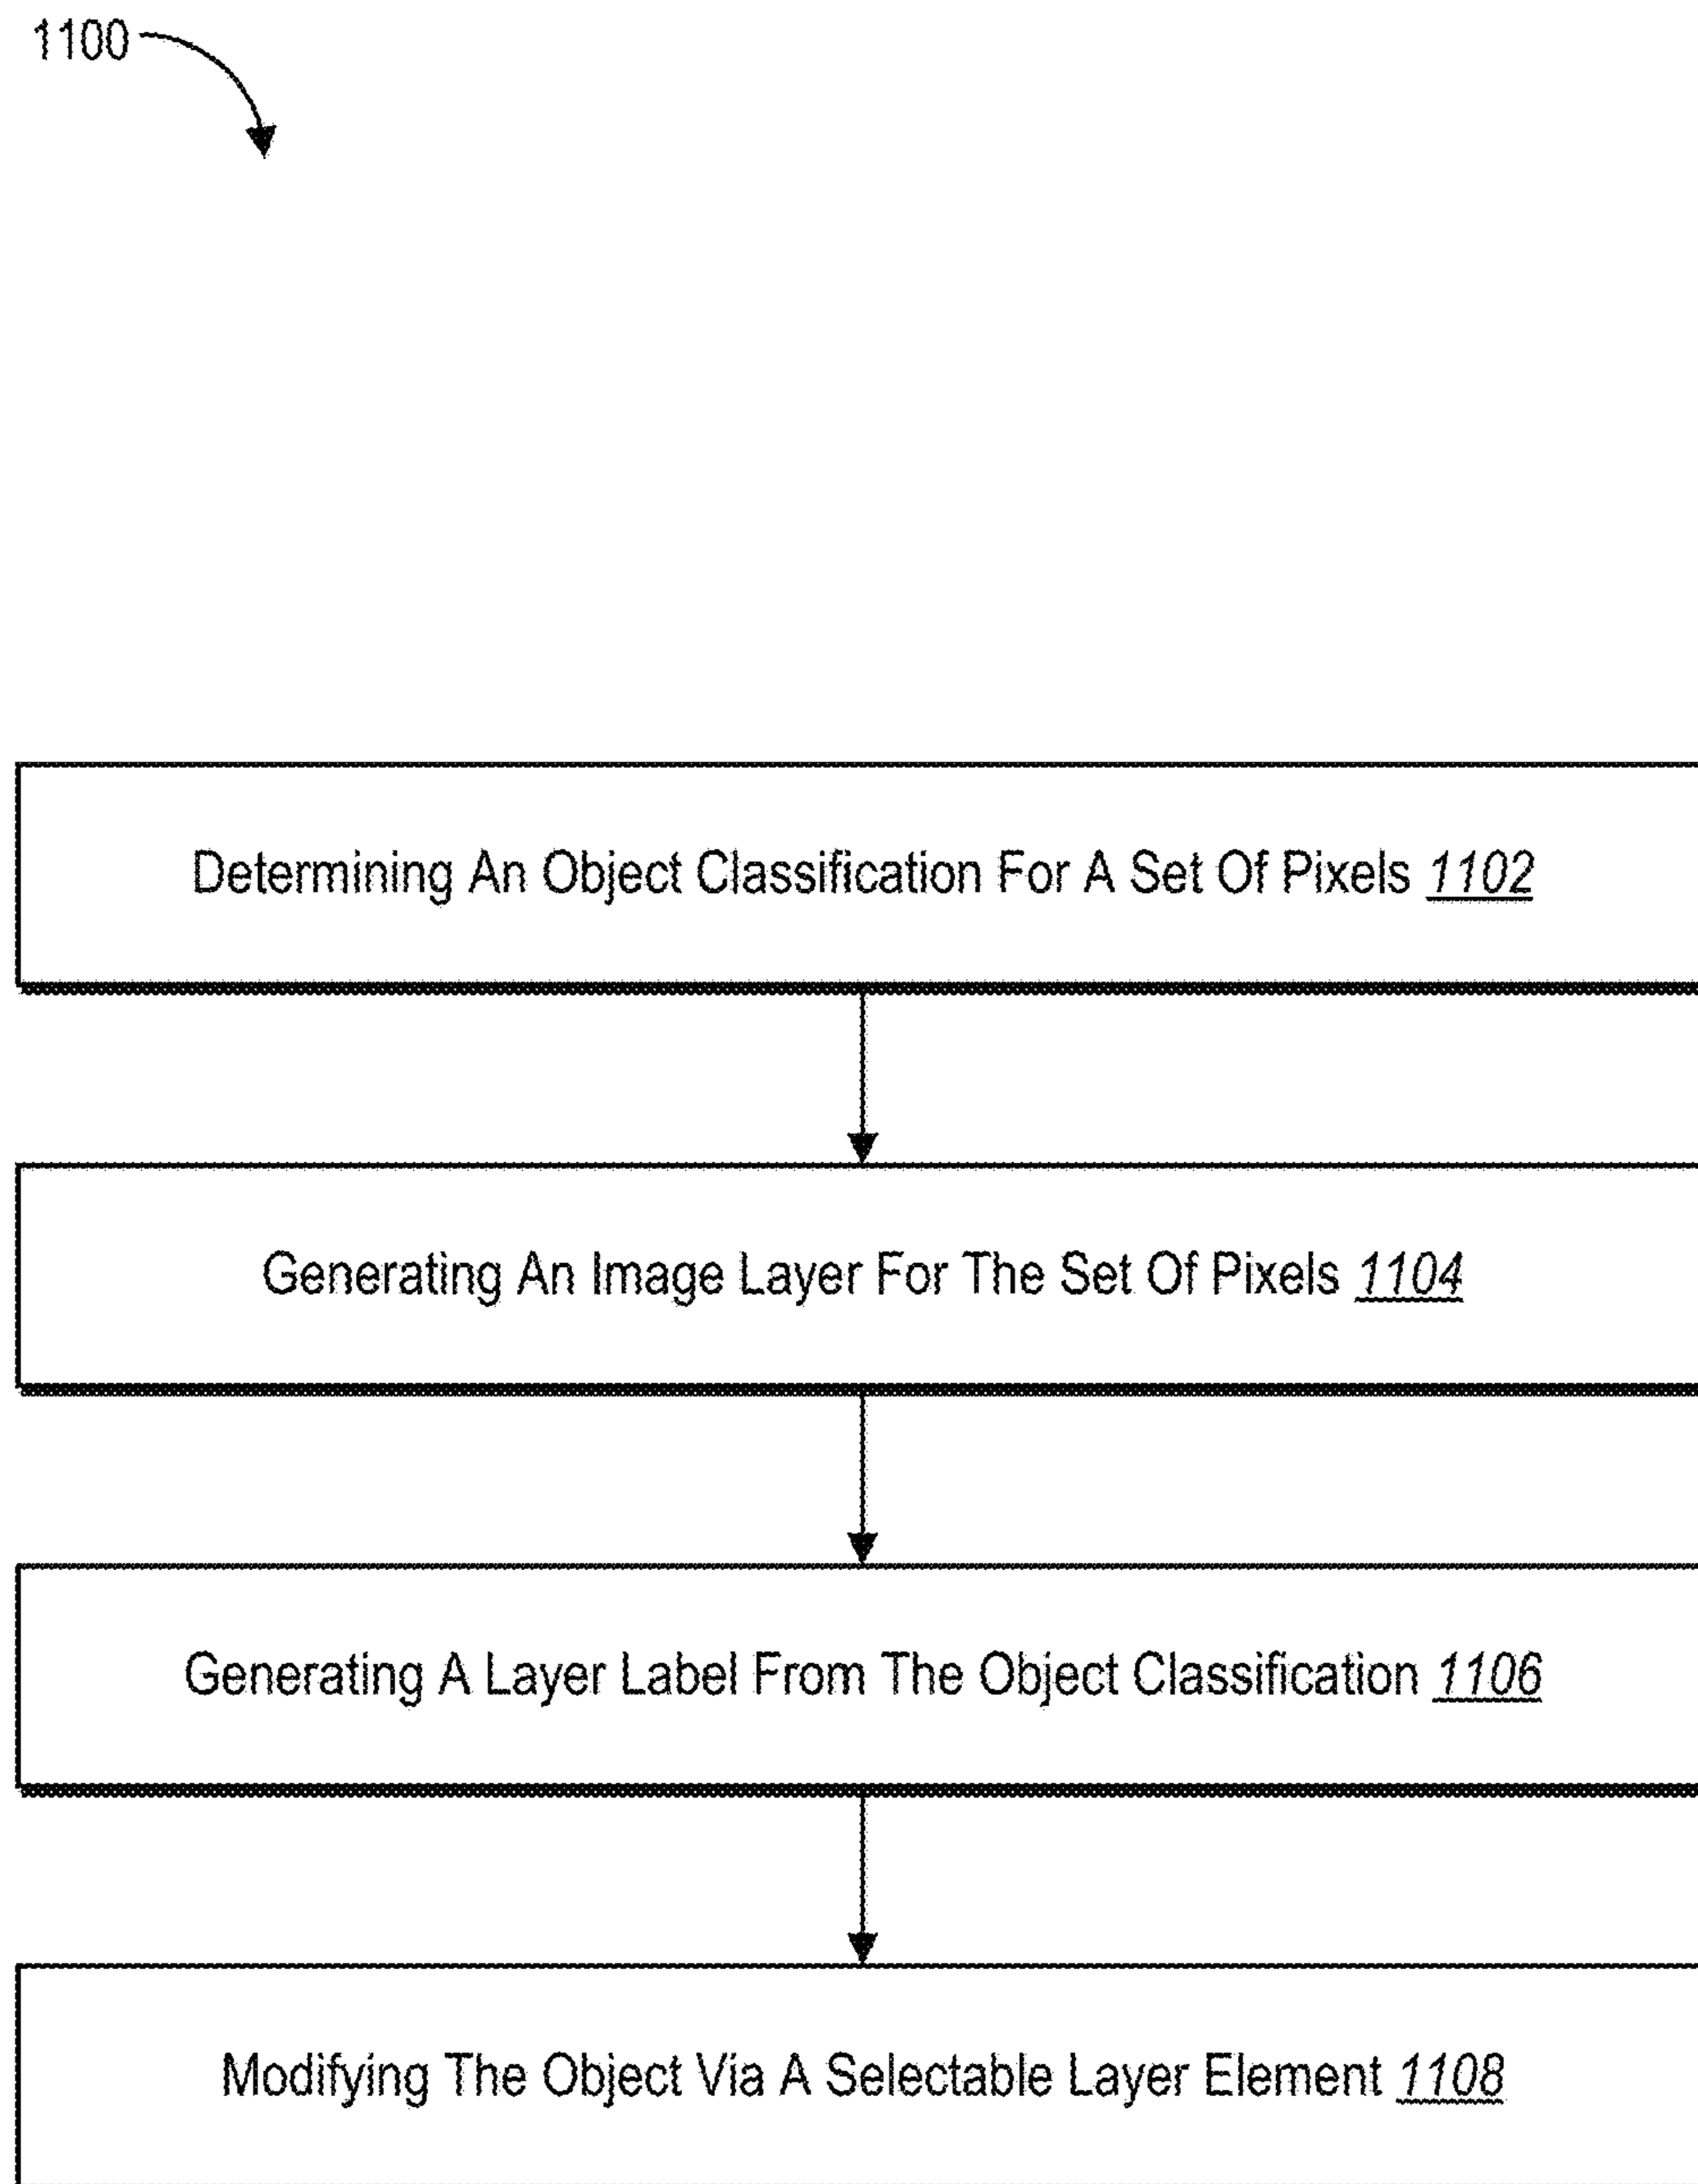 1100
Determining An Object Classification For A Set Of Pixels 1102
Generating An Image Layer For The Set Of Pixels 1104
Generating A Layer Label From The Object Classification 1106
Modifying The Object Via A Selectable Layer Element 1108